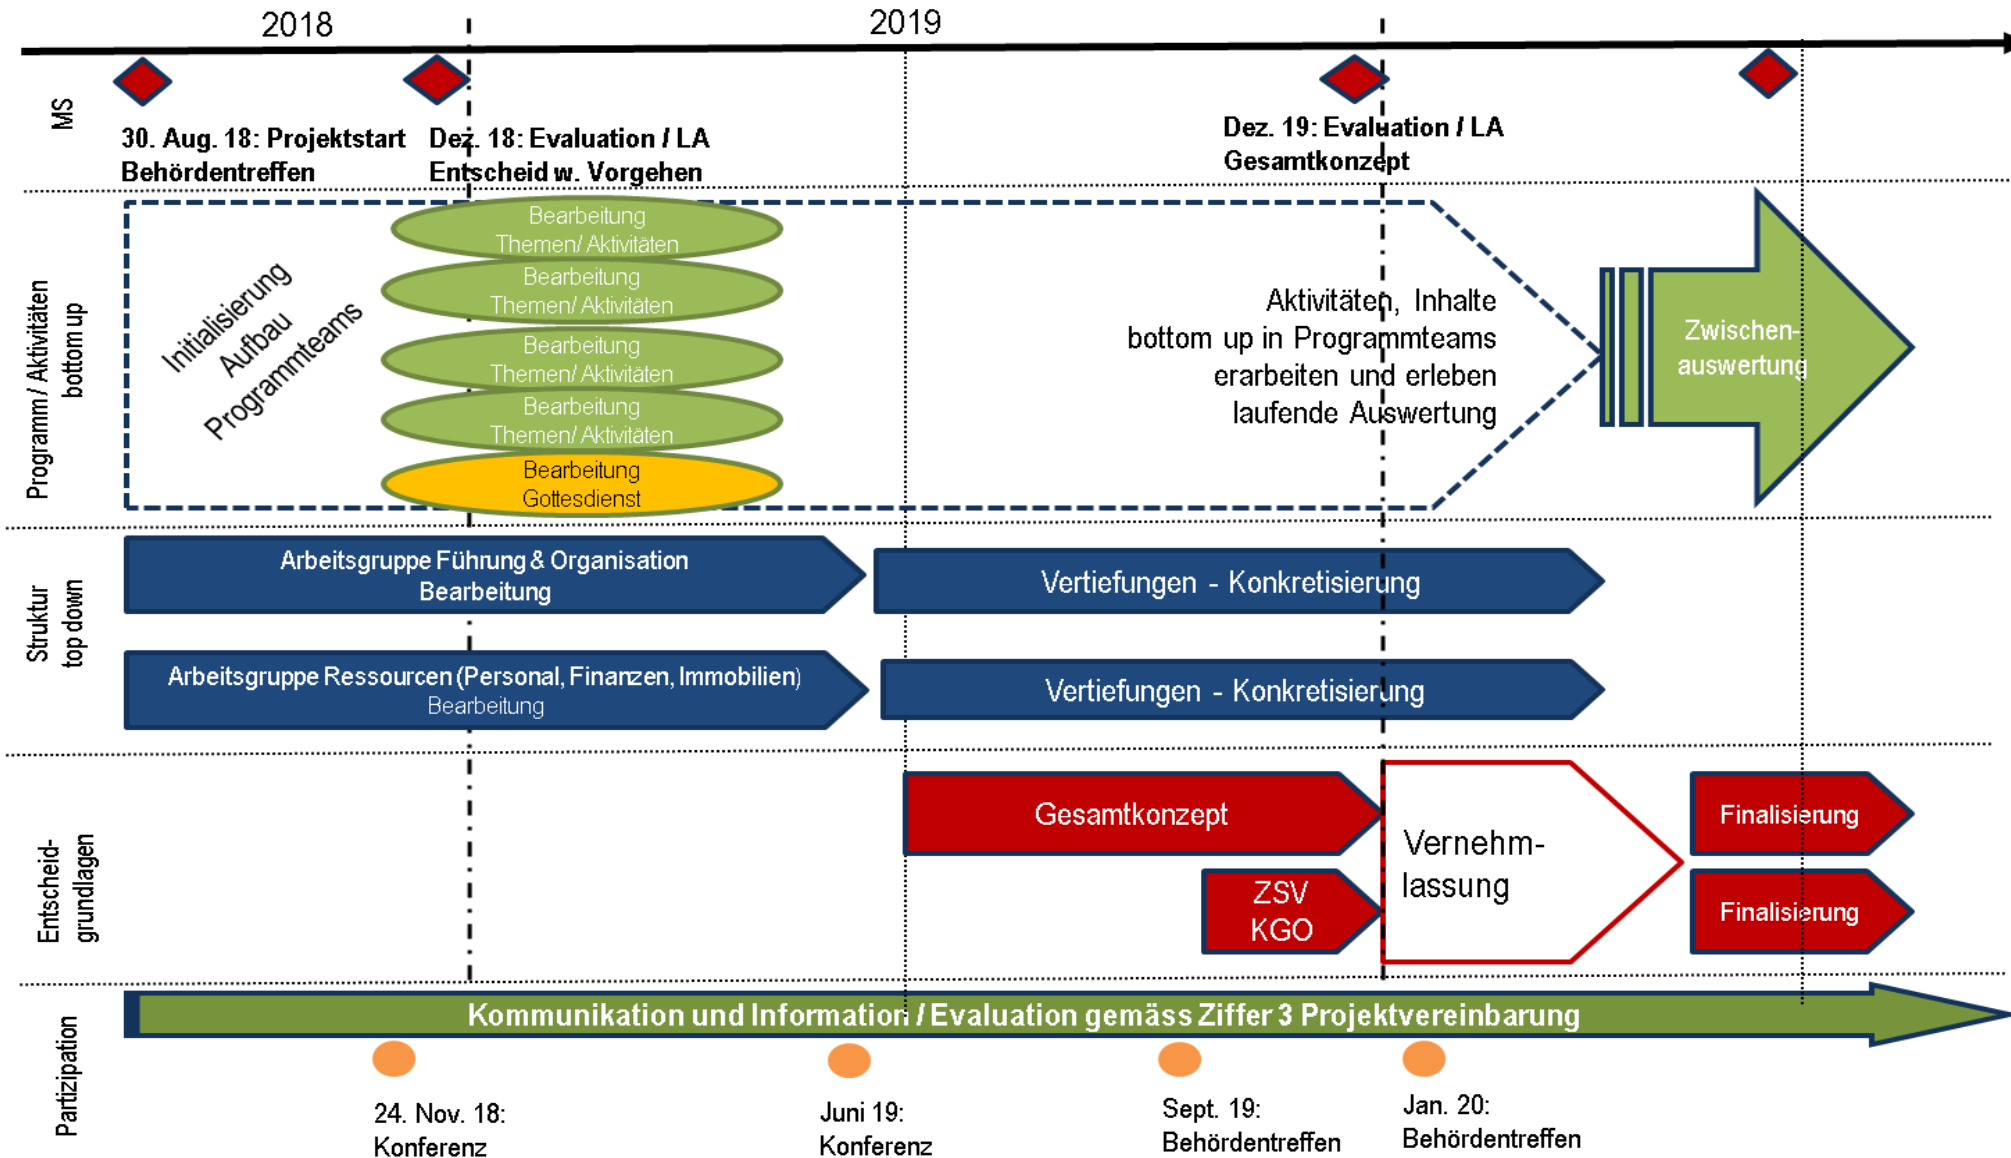 2018
2019
MS
30. Aug. 18: Projektstart
Behördentreffen
Dez. 18: Evaluation / LA
Entscheid w. Vorgehen
Dez. 19: Evaluation / LA
Gesamtkonzept
Programm / Aktivitäten
bottom up
Initialisierung
Aufbau
Programmteams
Bearbeitung
Themen/ Aktivitäten
Bearbeitung
Themen/ Aktivitäten
Bearbeitung
Themen/ Aktivitäten
Bearbeitung
Themen/ Aktivitäten
Bearbeitung
Gottesdienst
Aktivitäten, Inhalte
bottom up in Programmteams
erarbeiten und erleben
laufende Auswertung
Zwischen-
auswertung
Struktur
top down
Arbeitsgruppe Führung & Organisation
Bearbeitung
Vertiefungen - Konkretisierung
Arbeitsgruppe Ressourcen (Personal, Finanzen, Immobilien)
Bearbeitung
Vertiefungen - Konkretisierung
Entscheid-
grundlagen
Gesamtkonzept
ZSV
KGO
Vernehm-
lassung
Finalisierung
Finalisierung
Partizipation
Kommunikation und Information / Evaluation gemäss Ziffer 3 Projektvereinbarung
24. Nov. 18:
Konferenz
Juni 19:
Konferenz
Sept. 19:
Behördentreffen
Jan. 20:
Behördentreffen